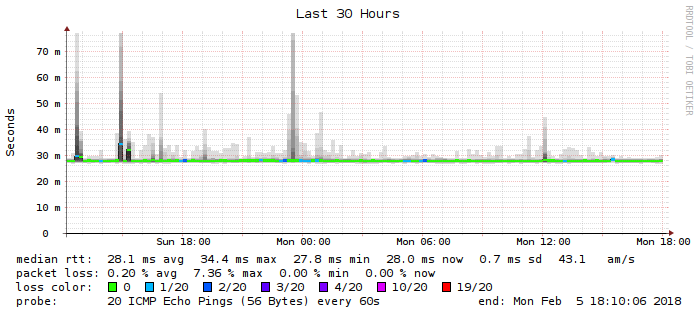 Last 30 Hours
RRDTOOL / TOBI OETIKER
Seconds
70 m
60 m
50 m
40 m
30 m
20 m
10 m
0
Sun 18:00 Mon 00:00 Mon 06:00 Mon 12:00 Mon 18:00
median rtt: 28.1 ms avg 34.4 ms max 27.8 ms min 28.0 ms now 0.7 ms sd 43.1 am/s
packet loss: 0.20 % avg 7.36 % max 0.00 % min 0.00 % now
loss color: 0 1/20 2/20 3/20 4/20 10/20 19/20
probe: 20 ICMP Echo Pings (56 Bytes) every 60s end: Mon Feb 5 18:10:06 2018